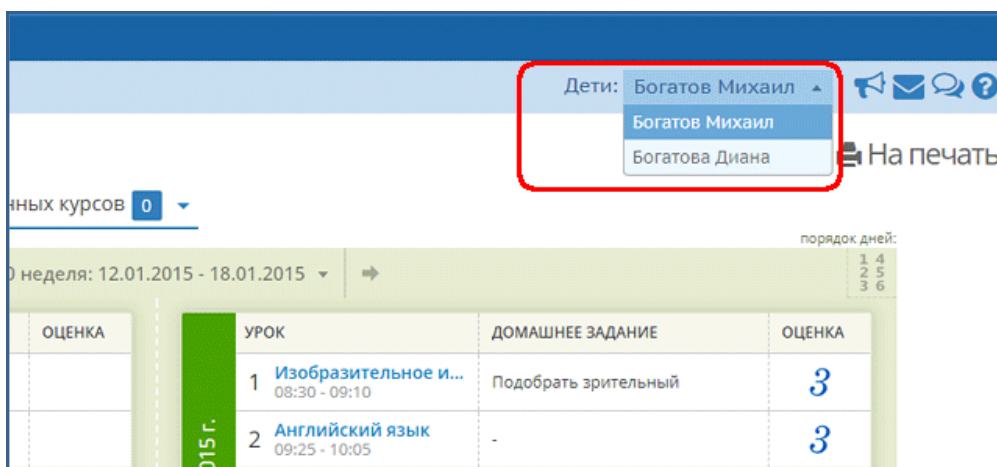 Дети: Богатов Михаил
Богатов Михаил
Богатова Диана
На печать
нных курсов 0
порядок дней:
неделя: 12.01.2015 - 18.01.2015
1 4
2 5
3 6
ОЦЕНКА
УРОК ДОМАШНЕЕ ЗАДАНИЕ ОЦЕНКА
1 Изобразительное и... Подобрать зрительный 3
08:30 - 09:10
2 Английский язык - 3
09:25 - 10:05
015 г.